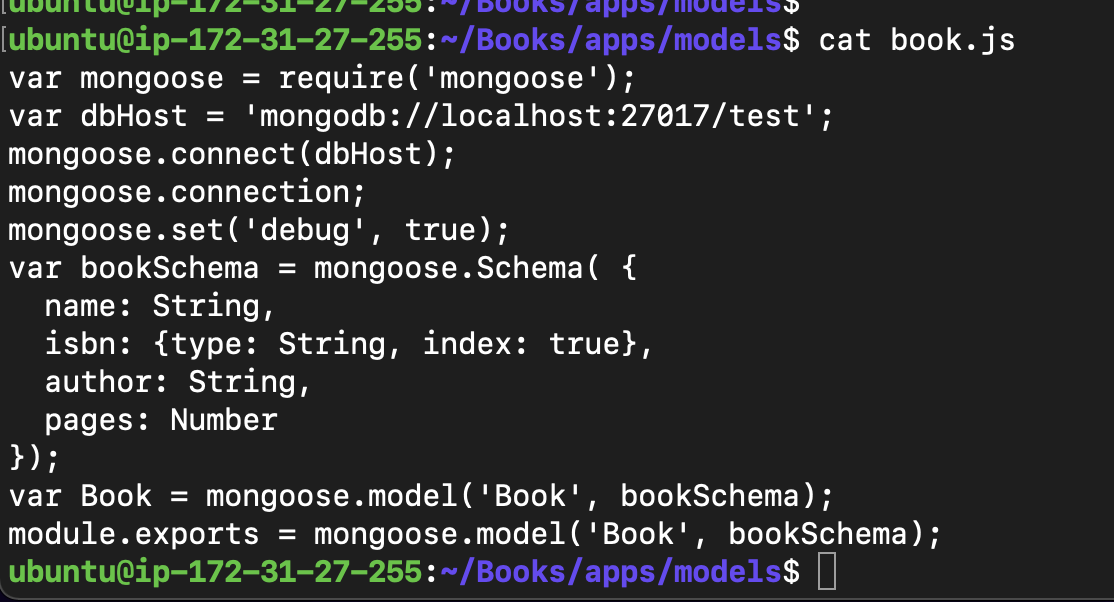 ubuntu@ip-172-31-27-255:~/Books/apps/models$
[ubuntu@ip-172-31-27-255:~/Books/apps/models$ cat book.js
var mongoose = require('mongoose');
var dbHost = 'mongodb://localhost:27017/test';
mongoose.connect(dbHost);
mongoose.connection;
mongoose.set('debug', true);
var bookSchema = mongoose.Schema( {
  name: String,
  isbn: {type: String, index: true},
  author: String,
  pages: Number
});
var Book = mongoose.model('Book', bookSchema);
module.exports = mongoose.model('Book', bookSchema);
ubuntu@ip-172-31-27-255:~/Books/apps/models$